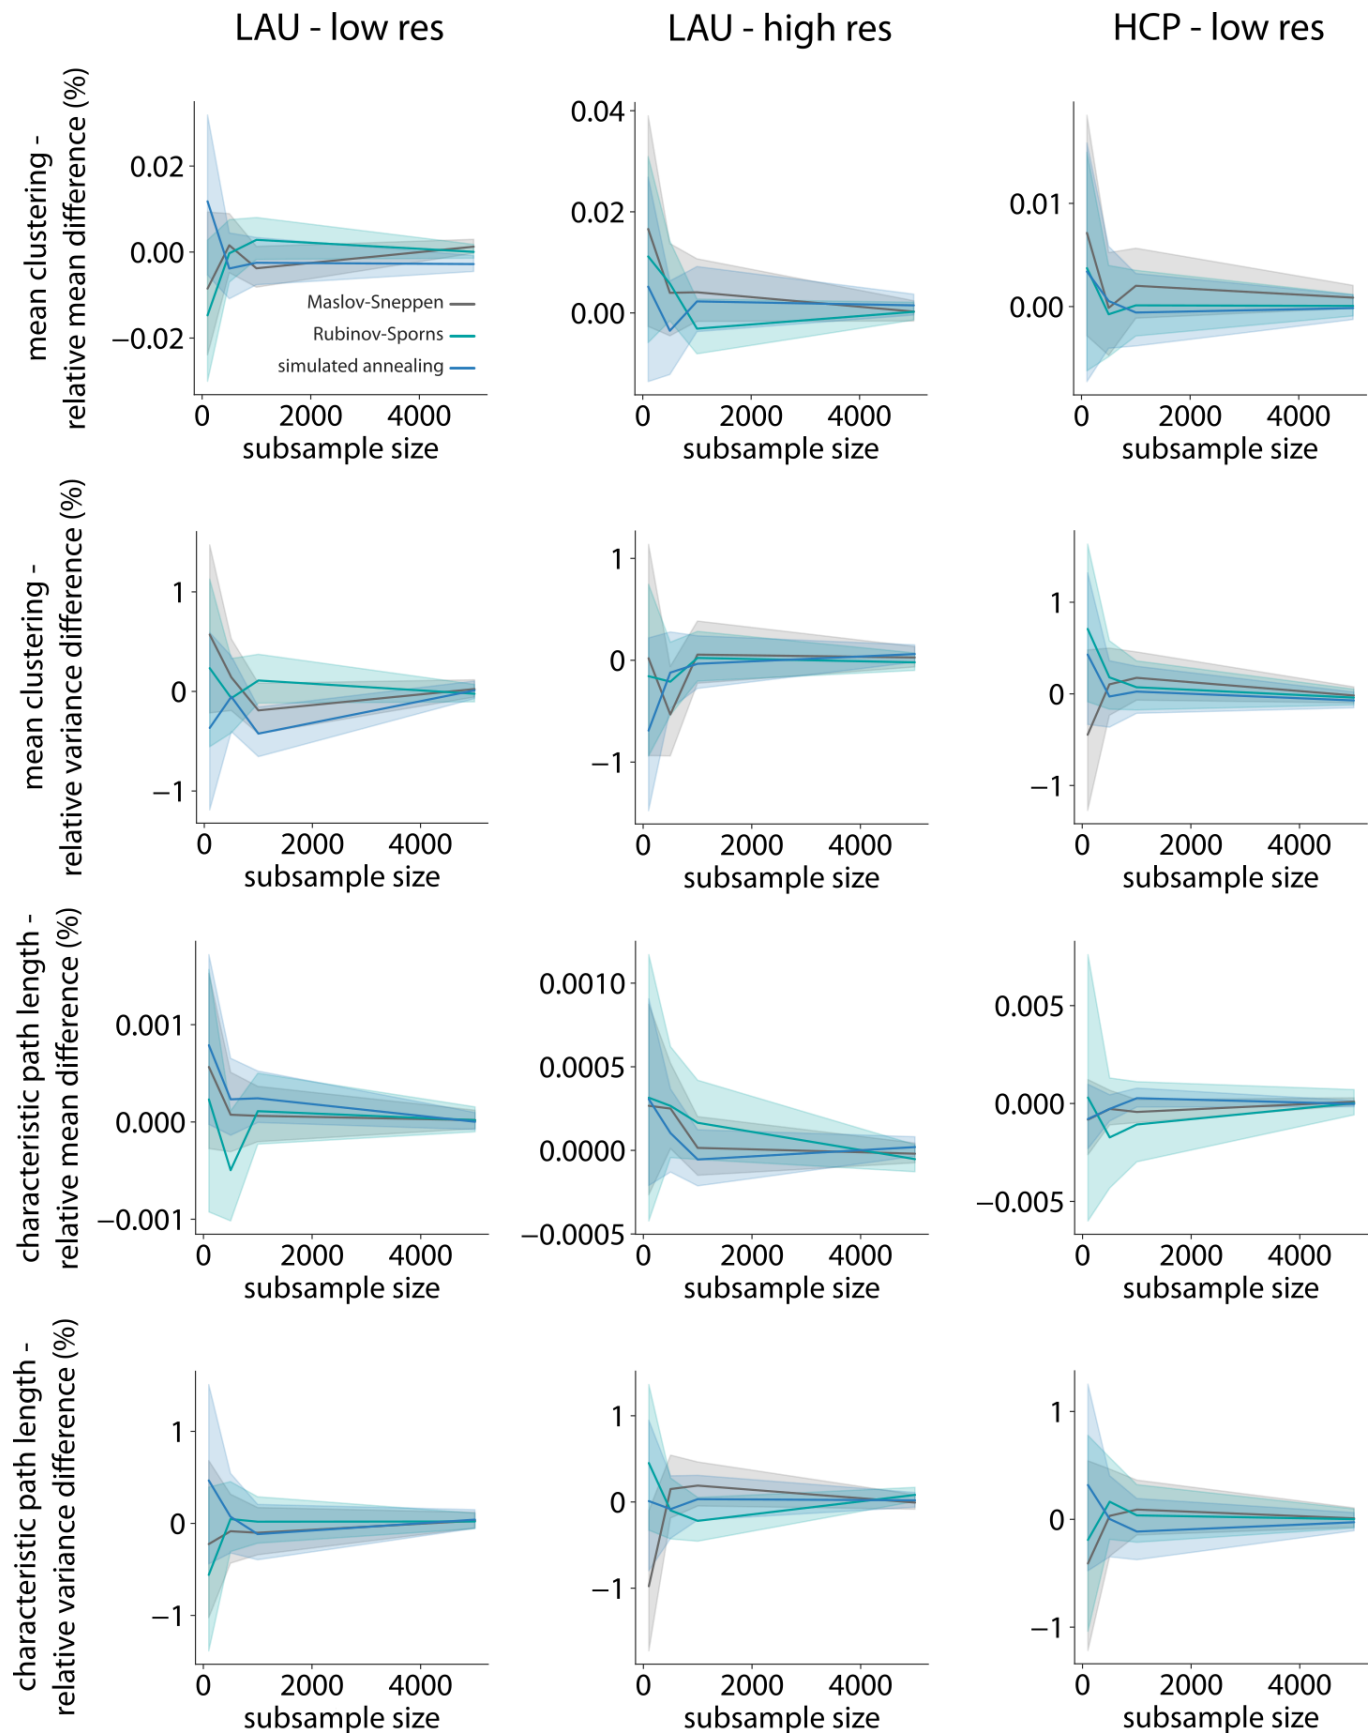 LAU - low res
LAU - high res
HCP - low res
mean clustering -
relative mean difference (%)
0.02
0.00
−0.02
Maslov-Sneppen
Rubinov-Sporns
simulated annealing
0
2000
4000
subsample size
0.04
0.02
0.00
0
2000
4000
subsample size
0.01
0.00
0
2000
4000
subsample size
mean clustering -
relative variance difference (%)
1
0
−1
0
2000
4000
subsample size
1
0
−1
0
2000
4000
subsample size
1
0
−1
0
2000
4000
subsample size
characteristic path length -
relative mean difference (%)
0.001
0.000
−0.001
0
2000
4000
subsample size
0.0010
0.0005
0.0000
−0.0005
0
2000
4000
subsample size
0.005
0.000
−0.005
0
2000
4000
subsample size
characteristic path length -
relative variance difference (%)
1
0
−1
0
2000
4000
subsample size
1
0
−1
0
2000
4000
subsample size
1
0
−1
0
2000
4000
subsample size